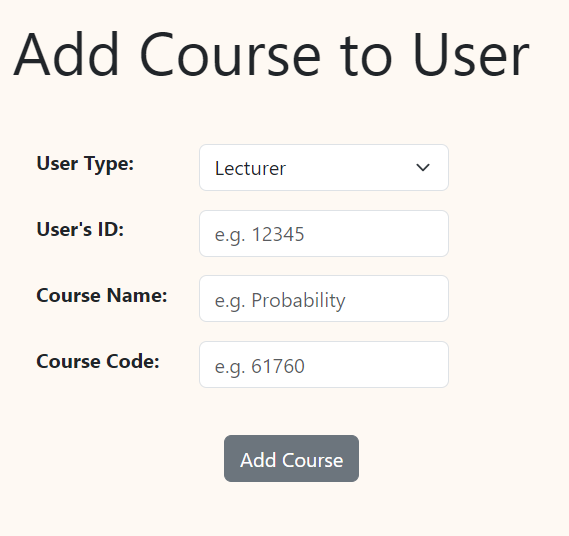 Add Course to User
User Type: Lecturer
User's ID: e.g. 12345
Course Name: e.g. Probability
Course Code: e.g. 61760
Add Course